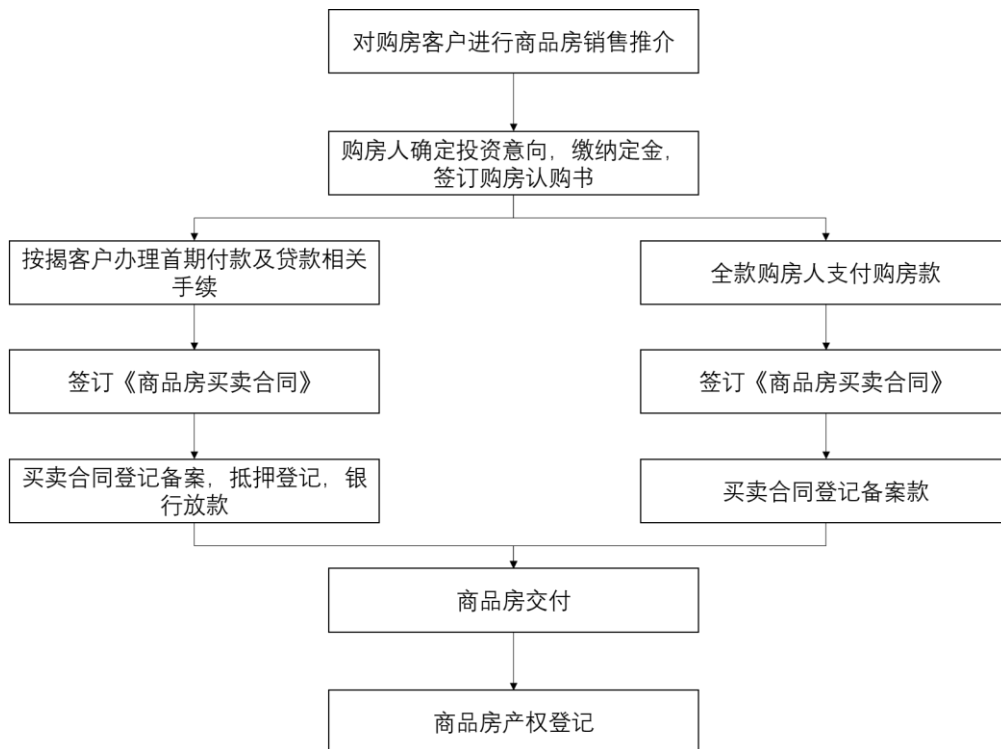 对购房客户进行商品房销售推介
购房人确定投资意向，缴纳定金，
签订购房认购书
按揭客户办理首期付款及贷款相关
手续
全款购房人支付购房款
签订《商品房买卖合同》
签订《商品房买卖合同》
买卖合同登记备案，抵押登记，银
行放款
买卖合同登记备案款
商品房交付
商品房产权登记